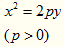 x² = 2py
(p > 0)